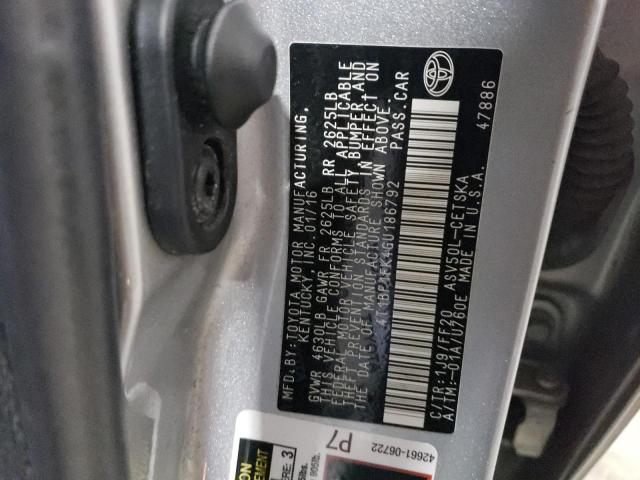 MFD.BY:TOYOTA MOTOR MANUFACTURING,
KENTUCKY, INC. 01/16
GVWR 4630LB GAWR FR 2625LB RR 2625LB
THIS VEHICLE CONFORMS TO ALL APPLICABLE
FEDERAL MOTOR VEHICLE SAFETY, BUMPER, AND
THEFT PREVENTION STANDARDS IN EFFECT ON
THE DATE OF MANUFACTURE SHOWN ABOVE.
PASS.CAR
C/TR:1J9/FF20 ASV50L-CETSKA
A/TM:-01A/U760E MADE IN U.S.A.
47886
TOYOTA
P7
42661-06722
3